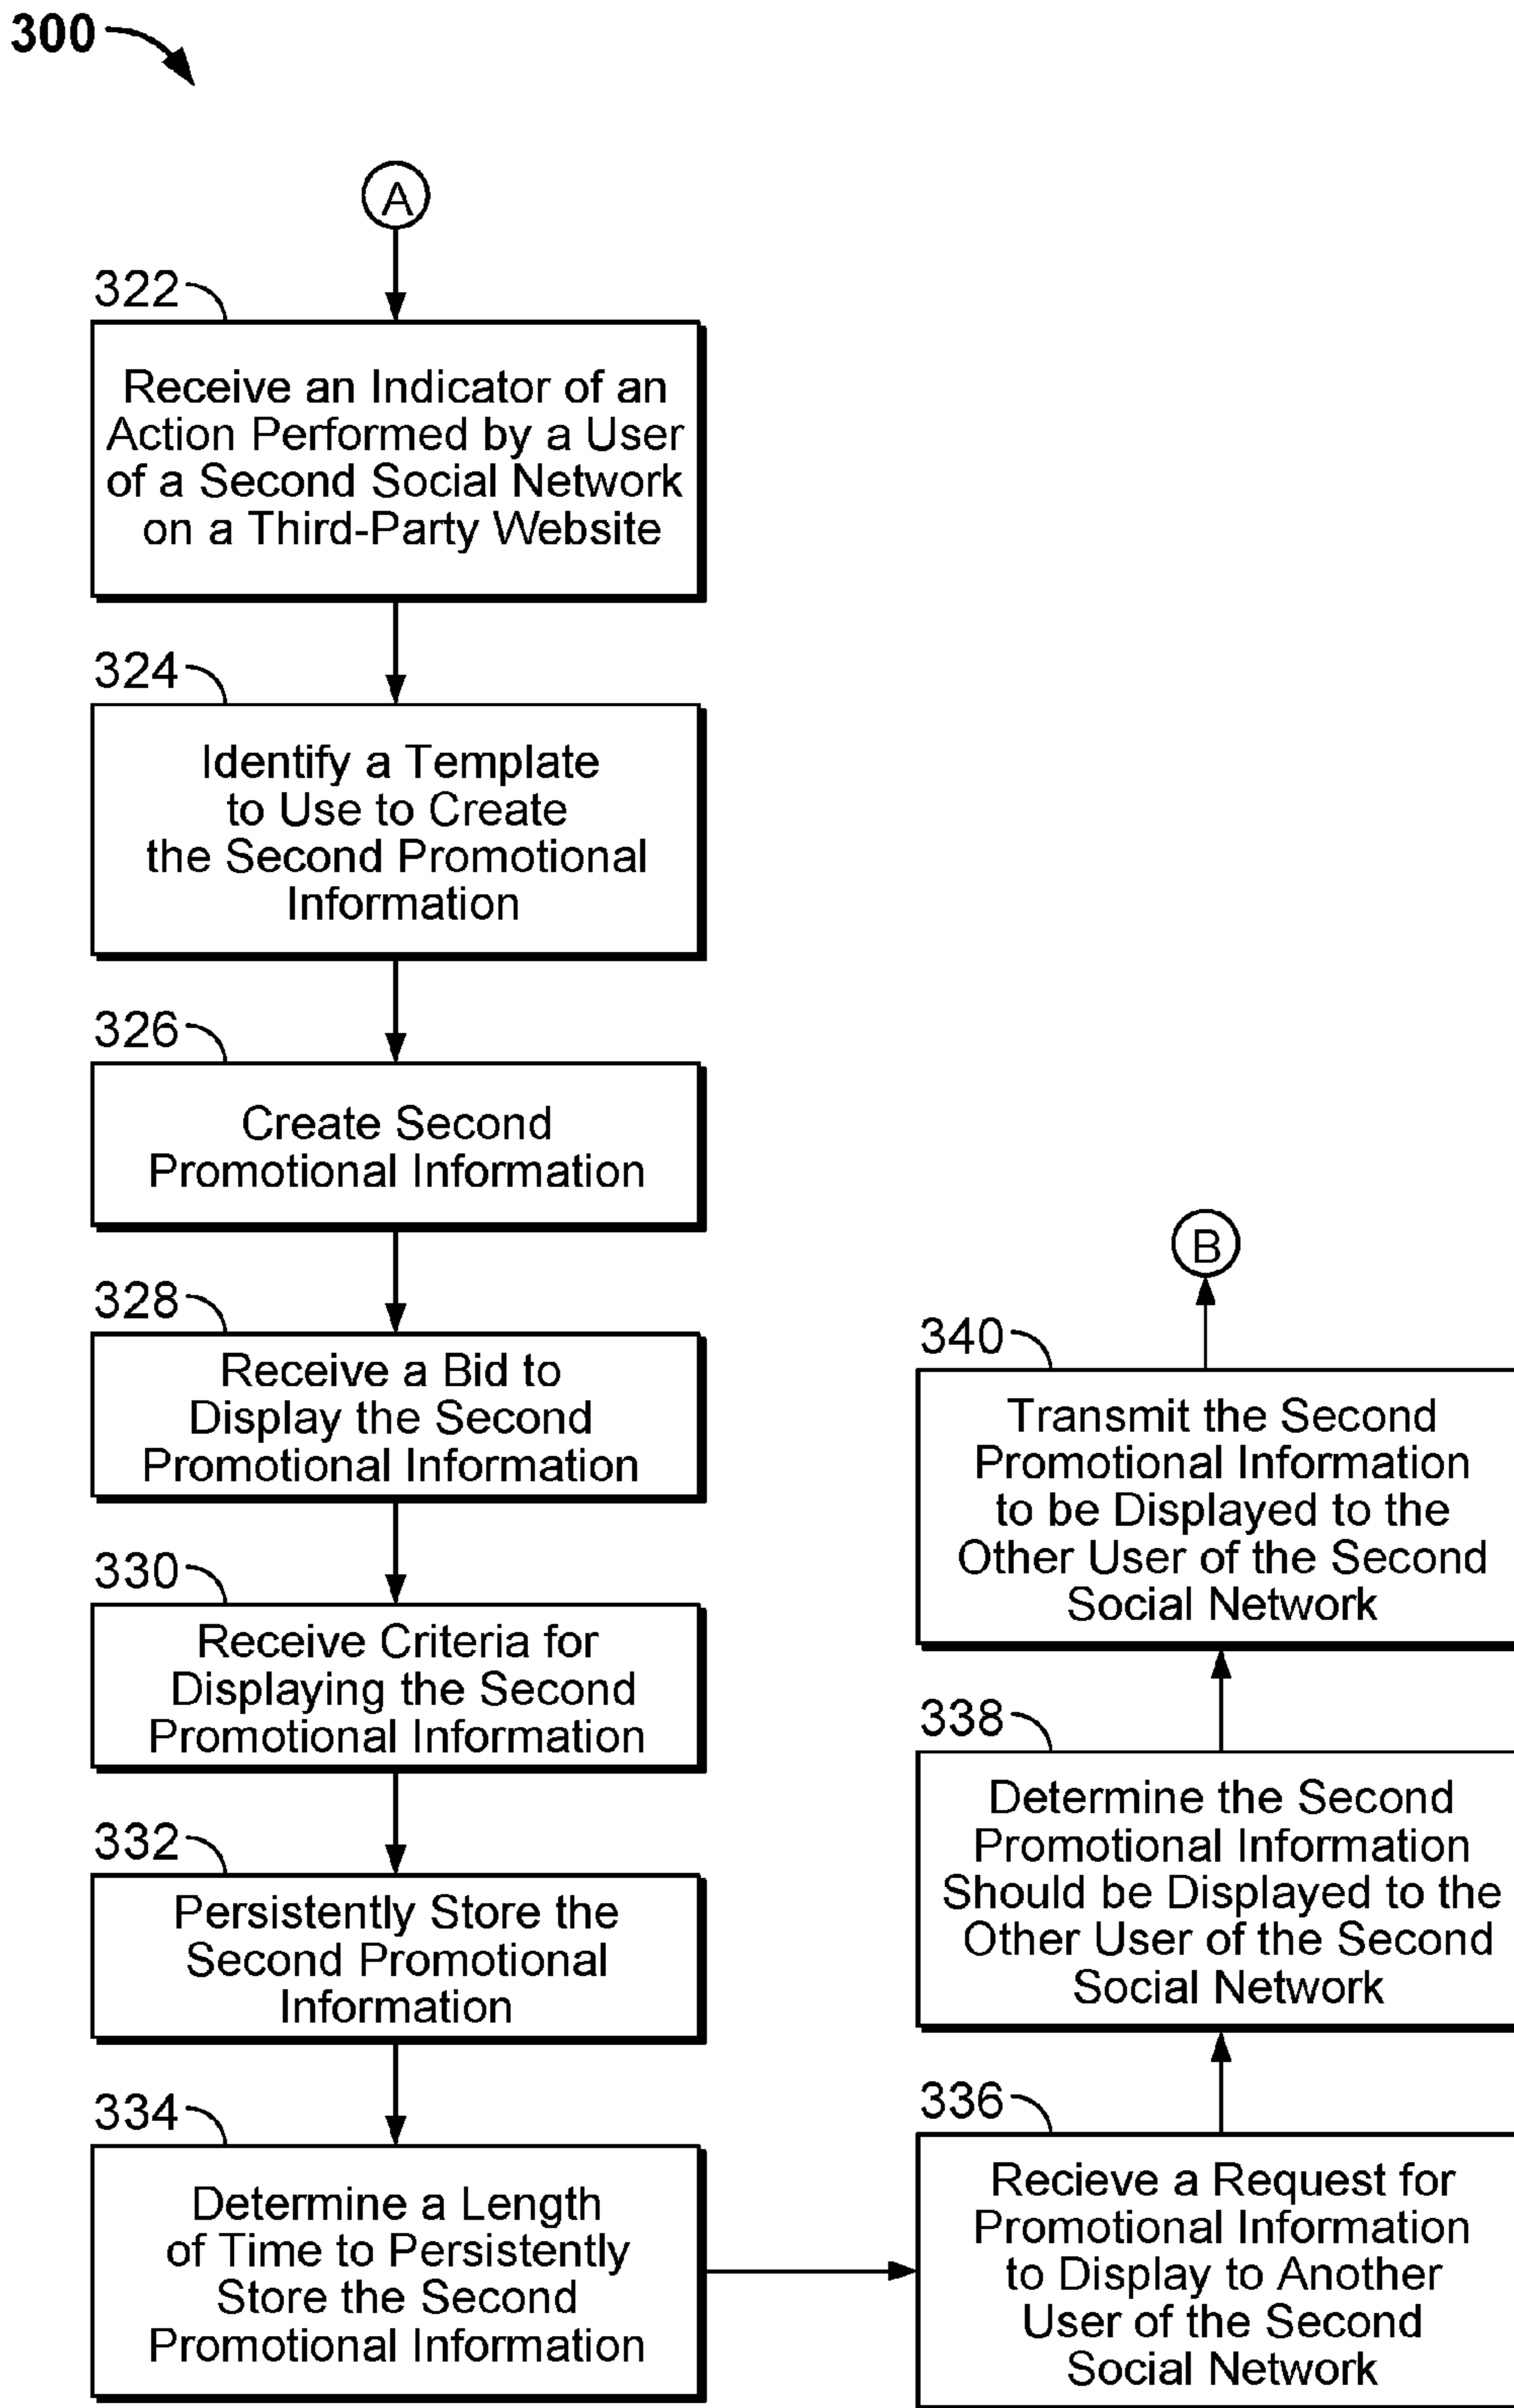 300
A
322
Receive an Indicator of an
Action Performed by a User
of a Second Social Network
on a Third-Party Website
324
Identify a Template
to Use to Create
the Second Promotional
Information
326
Create Second
Promotional Information
328
Receive a Bid to
Display the Second
Promotional Information
330
Receive Criteria for
Displaying the Second
Promotional Information
332
Persistently Store the
Second Promotional
Information
334
Determine a Length
of Time to Persistently
Store the Second
Promotional Information
336
Recieve a Request for
Promotional Information
to Display to Another
User of the Second
Social Network
338
Determine the Second
Promotional Information
Should be Displayed to the
Other User of the Second
Social Network
340
Transmit the Second
Promotional Information
to be Displayed to the
Other User of the Second
Social Network
B